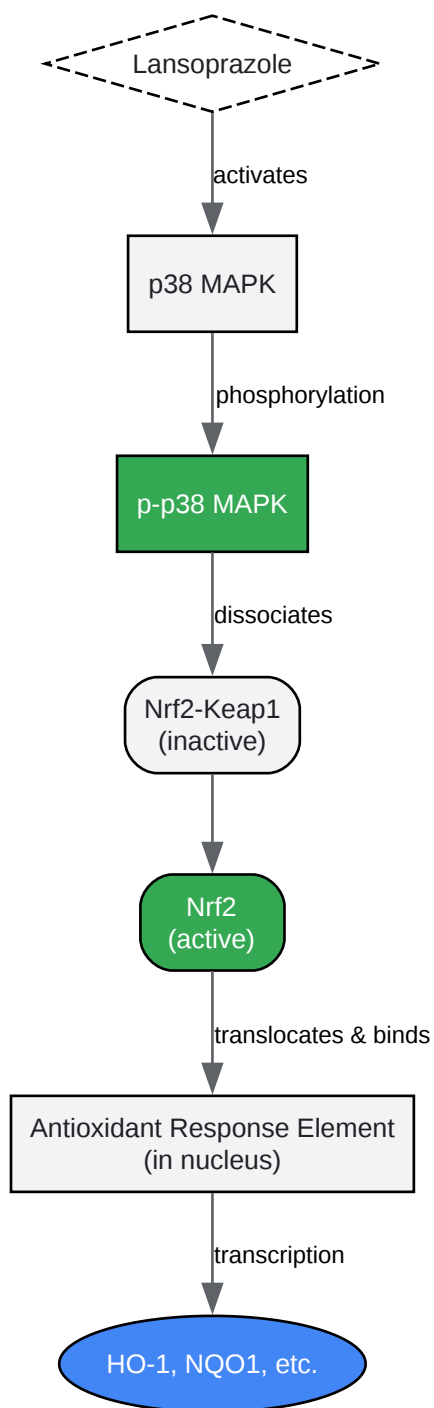 Lansoprazole
activates
p38 MAPK
phosphorylation
p-p38 MAPK
dissociates
Nrf2-Keap1
(inactive)
Nrf2
(active)
translocates & binds
Antioxidant Response Element
(in nucleus)
transcription
HO-1, NQO1, etc.